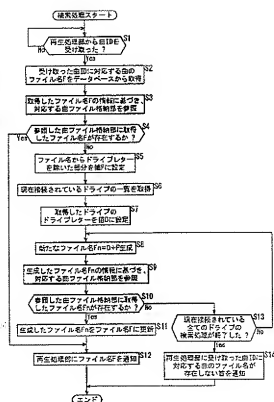 検索処理スタート
S1
再生処理部から曲IDを
受け取った?
No
Yes
S2
受け取った曲IDに対応する曲の
ファイル名Fをデータベースから取得
S3
取得したファイル名Fの情報に基づき、
対応する曲ファイル格納部を参照
S4
参照した曲ファイル格納部に取得
したファイル名Fが存在するか?
Yes
No
S5
ファイル名からドライブレター
を除いた部分を値Fに設定
S6
現在接続されているドライブの一覧を取得
S7
取得したドライブの
ドライブレターを値Dに設定
S8
新たなファイル名Fn=D+F生成
S9
生成したファイル名Fnの情報に基づき、
対応する曲ファイル格納部を参照
S10
参照した曲ファイル格納部に取得
したファイル名Fnが存在するか?
No
Yes
S13
現在接続されている
全てのドライブの
検索処理が終了した?
No
Yes
S11
生成したファイル名Fnをファイル名Fに更新
S12
再生処理部にファイル名Fを通知
S14
再生処理部に受け取った曲IDに
対応する曲のファイル名が
存在しない旨を通知
エンド